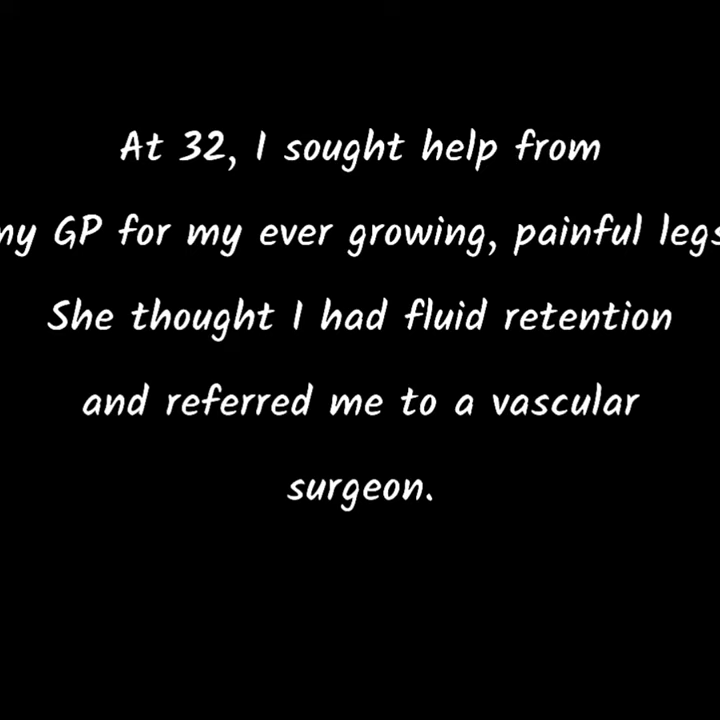 At 32, I sought help from
my GP for my ever growing, painful legs
She thought I had fluid retention
and referred me to a vascular
surgeon.